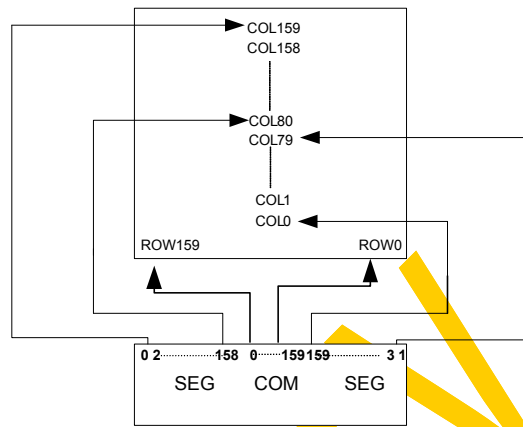 COL159
COL158
COL80
COL79
COL1
COL0
ROW159 ROW0
0 2 158 0 159 159 3 1
SEG COM SEG